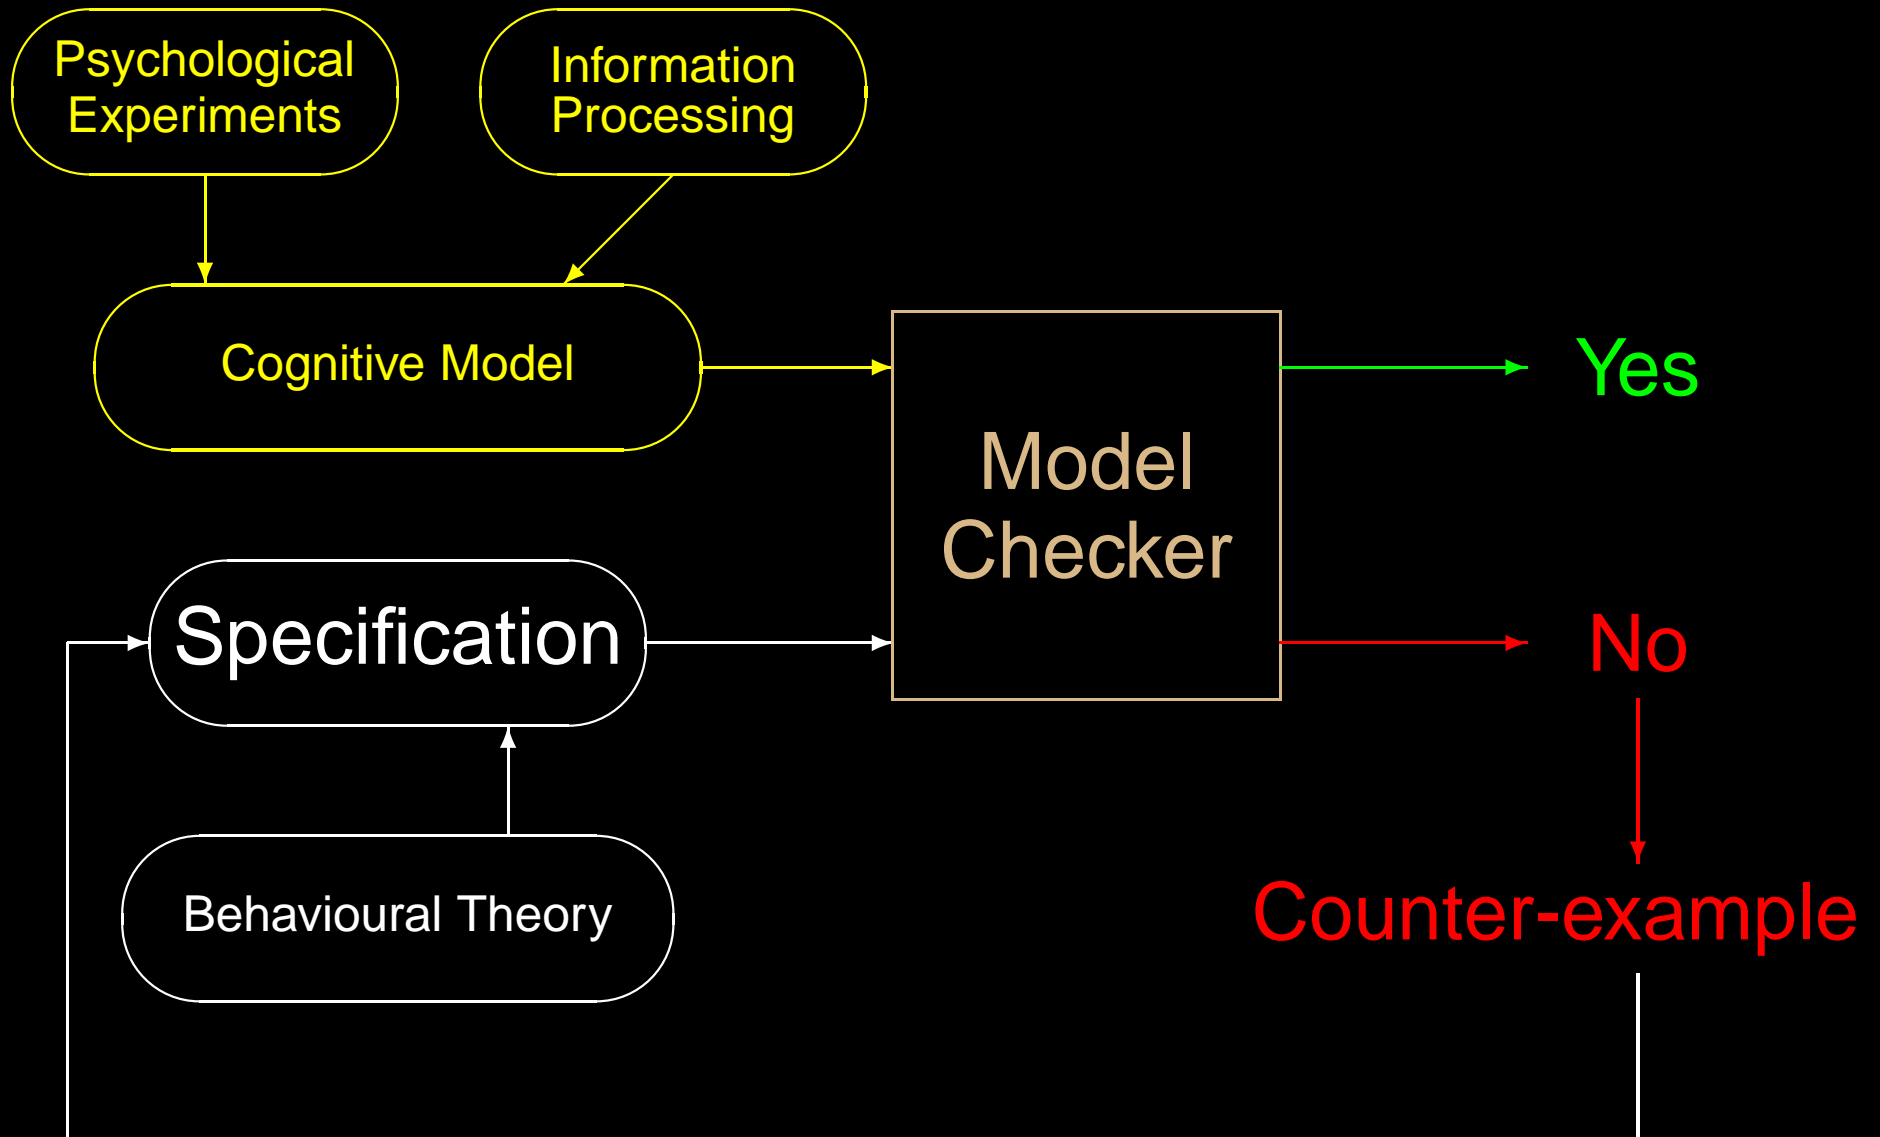 Psychological
Experiments
Information
Processing
Cognitive Model
Yes
Model
Checker
Specification
No
Behavioural Theory
Counter-example